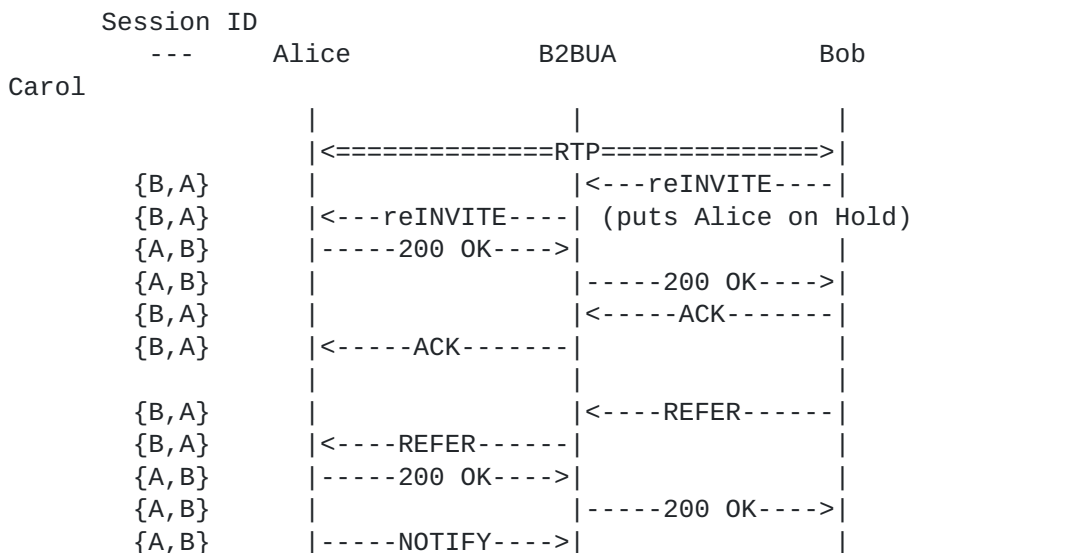 Session ID
         ---     Alice            B2BUA             Bob
Carol
                   |                |                |
                   |<==============RTP==============>|
        {B,A}      |                |<---reINVITE----|
        {B,A}      |<---reINVITE----| (puts Alice on Hold)
        {A,B}      |-----200 OK---->|                |
        {A,B}      |                |-----200 OK---->|
        {B,A}      |                |<-----ACK-------|
        {B,A}      |<-----ACK-------|                |
                   |                |                |
        {B,A}      |                |<----REFER------|
        {B,A}      |<----REFER------|                |
        {A,B}      |-----200 OK---->|                |
        {A,B}      |                |-----200 OK---->|
        {A,B}      |-----NOTIFY---->|                |